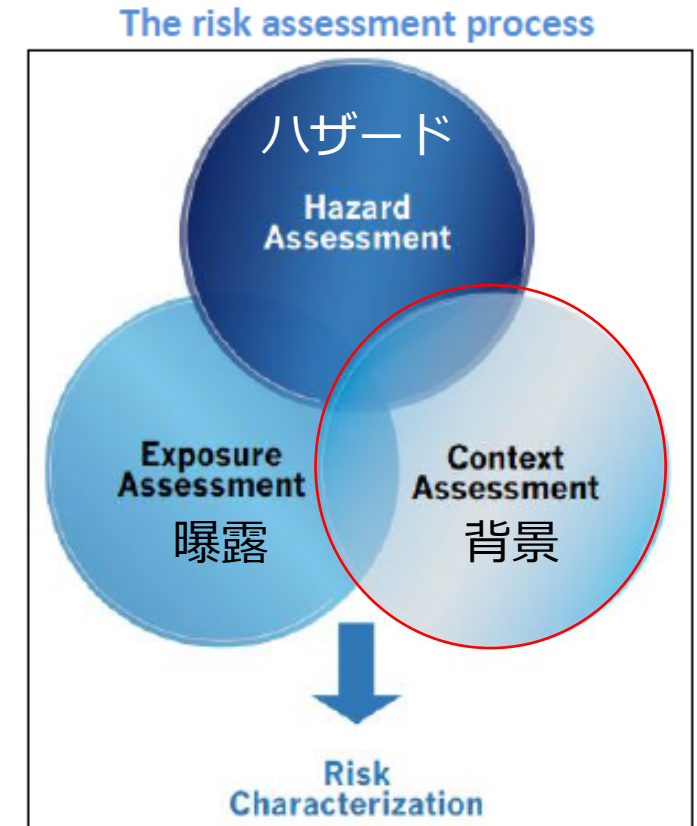 The risk assessment process
ハザード
Hazard
Assessment
Exposure
Assessment
曝露
Context
Assessment
背景
Risk
Characterization